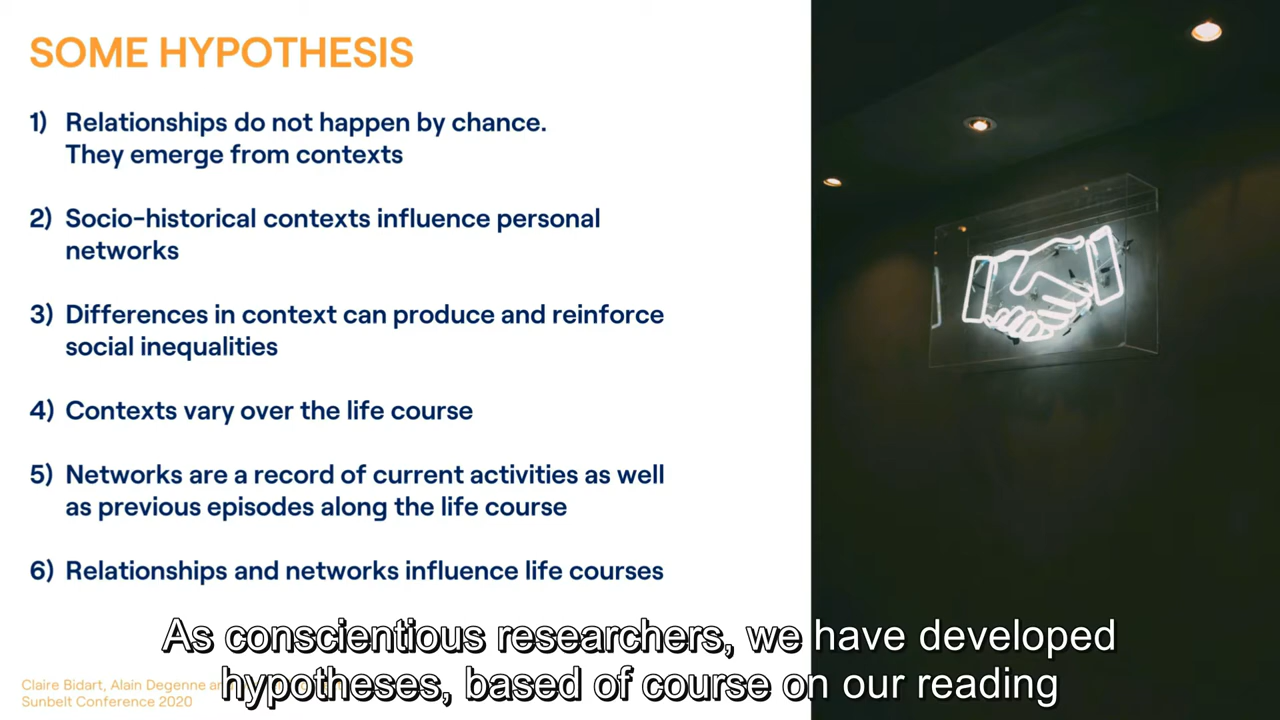 SOME HYPOTHESIS
1) Relationships do not happen by chance.
They emerge from contexts
2) Socio-historical contexts influence personal
networks
3) Differences in context can produce and reinforce
social inequalities
4) Contexts vary over the life course
5) Networks are a record of current activities as well
as previous episodes along the life course
6) Relationships and networks influence life courses
As conscientious researchers, we have developed
hypotheses, based of course on our reading
Claire Bidart, Alain Degenne
Sunbelt Conference 2020